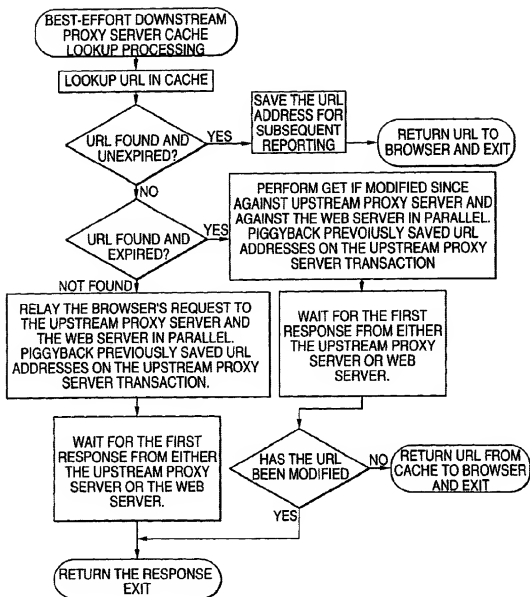 BEST-EFFORT DOWNSTREAM
PROXY SERVER CACHE
LOOKUP PROCESSING
LOOKUP URL IN CACHE
URL FOUND AND
UNEXPIRED?
YES
SAVE THE URL
ADDRESS FOR
SUBSEQUENT
REPORTING
RETURN URL TO
BROWSER AND EXIT
NO
URL FOUND AND
EXPIRED?
YES
PERFORM GET IF MODIFIED SINCE
AGAINST UPSTREAM PROXY SERVER AND
AGAINST THE WEB SERVER IN PARALLEL.
PIGGYBACK PREVOIUSLY SAVED URL
ADDRESSES ON THE UPSTREAM PROXY
SERVER TRANSACTION
NOT FOUND
RELAY THE BROWSER'S REQUEST TO
THE UPSTREAM PROXY SERVER AND
THE WEB SERVER IN PARALLEL.
PIGGYBACK PREVIOUSLY SAVED URL
ADDRESSES ON THE UPSTREAM PROXY
SERVER TRANSACTION.
WAIT FOR THE FIRST
RESPONSE FROM EITHER
THE UPSTREAM PROXY
SERVER OR WEB
SERVER.
WAIT FOR THE FIRST
RESPONSE FROM EITHER
THE UPSTREAM PROXY
SERVER OR THE WEB
SERVER.
HAS THE URL
BEEN MODIFIED
NO
RETURN URL FROM
CACHE TO BROWSER
AND EXIT
YES
RETURN THE RESPONSE
EXIT